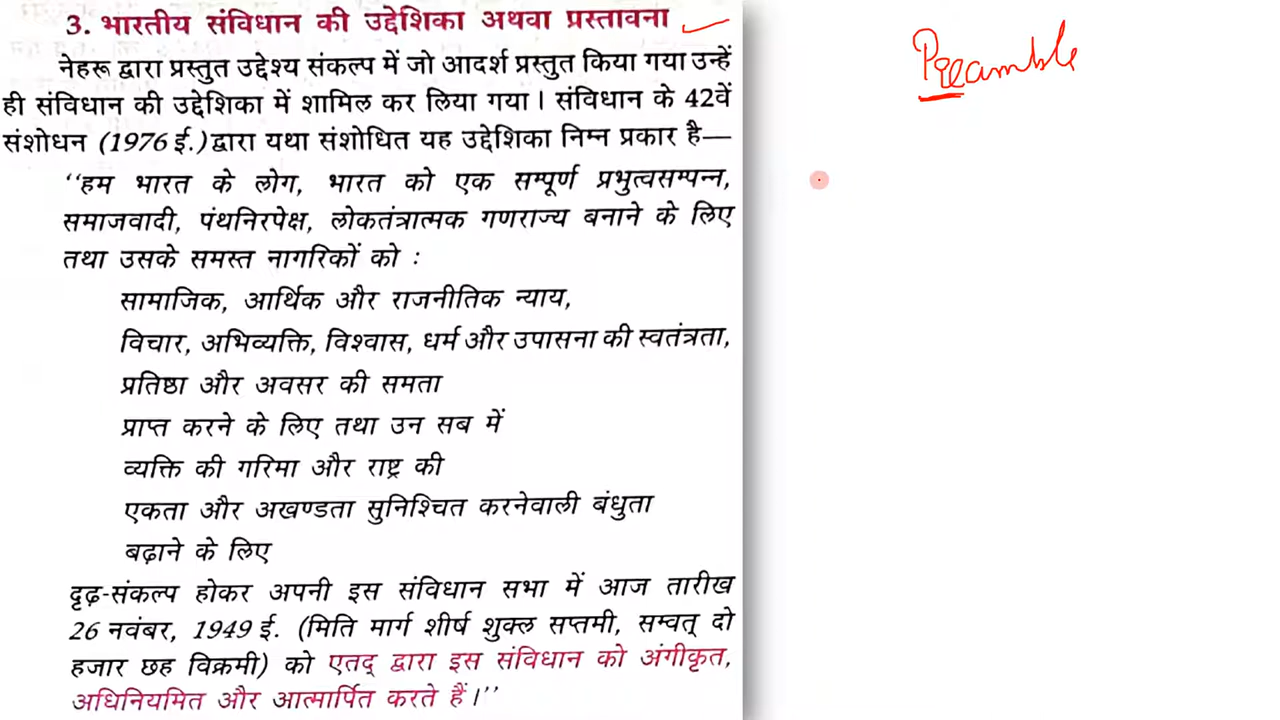 3. भारतीय संविधान की उद्देशिका अथवा प्रस्तावना
नेहरू द्वारा प्रस्तुत उद्देश्य संकल्प में जो आदर्श प्रस्तुत किया गया उन्हें
ही संविधान की उद्देशिका में शामिल कर लिया गया। संविधान के 42वें
संशोधन (1976 ई.) द्वारा यथा संशोधित यह उद्देशिका निम्न प्रकार है—
‘‘हम भारत के लोग, भारत को एक सम्पूर्ण प्रभुत्वसम्पन्न,
समाजवादी, पंथनिरपेक्ष, लोकतंत्रात्मक गणराज्य बनाने के लिए
तथा उसके समस्त नागरिकों को :
सामाजिक, आर्थिक और राजनीतिक न्याय,
विचार, अभिव्यक्ति, विश्वास, धर्म और उपासना की स्वतंत्रता,
प्रतिष्ठा और अवसर की समता
प्राप्त करने के लिए तथा उन सब में
व्यक्ति की गरिमा और राष्ट्र की
एकता और अखण्डता सुनिश्चित करनेवाली बंधुता
बढ़ाने के लिए
दृढ़-संकल्प होकर अपनी इस संविधान सभा में आज तारीख
26 नवंबर, 1949 ई. (मिति मार्ग शीर्ष शुक्ल सप्तमी, सम्वत् दो
हजार छह विक्रमी) को एतद् द्वारा इस संविधान को अंगीकृत,
अधिनियमित और आत्मार्पित करते हैं।’’
Preamble